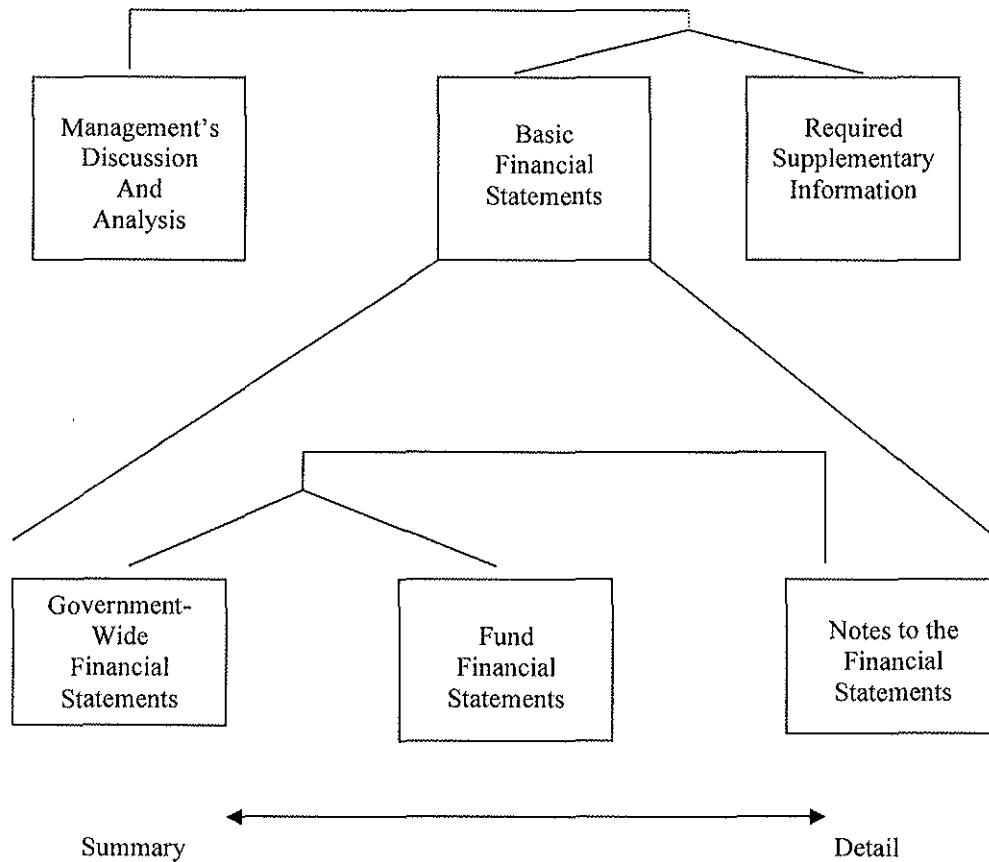 Management's
Discussion
And
Analysis
Basic
Financial
Statements
Required
Supplementary
Information
Government-
Wide
Financial
Statements
Fund
Financial
Statements
Notes to the
Financial
Statements
Summary
Detail